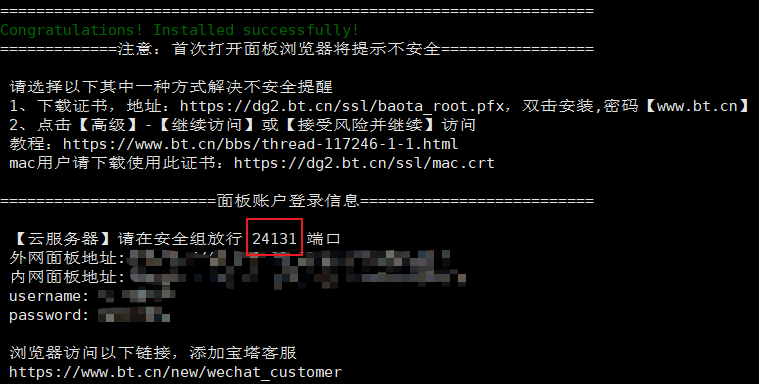 ==================================================================
Congratulations! Installed successfully!
=============注意：首次打开面板浏览器将提示不安全=================
请选择以下其中一种方式解决不安全提醒
1、下载证书，地址：https://dg2.bt.cn/ssl/baota_root.pfx，双击安装,密码【www.bt.cn】
2、点击【高级】-【继续访问】或【接受风险并继续】访问
教程：https://www.bt.cn/bbs/thread-117246-1-1.html
mac用户请下载使用此证书：https://dg2.bt.cn/ssl/mac.crt
========================面板账户登录信息==========================
【云服务器】请在安全组放行 24131 端口
外网面板地址:
内网面板地址:
username:
password:
浏览器访问以下链接，添加宝塔客服
https://www.bt.cn/new/wechat_customer